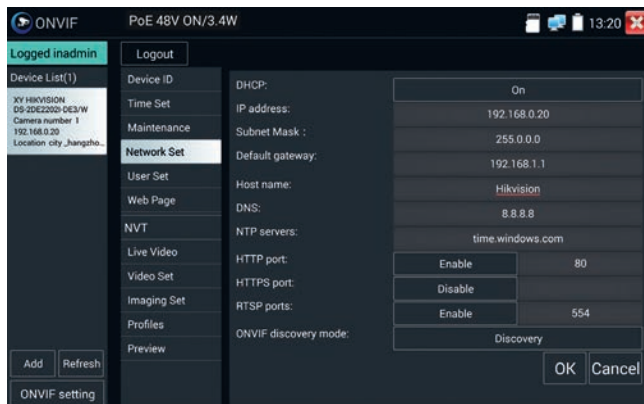 ONVIF
PoE 48V ON/3.4W
13:20
Logged inadmin
Logout
Device List(1)
XY HIKVISION
DS-2DE2202I-DE3/W
Camera number 1
192.168.0.20
Location city_hangzho...
Add
Refresh
ONVIF setting
Device ID
Time Set
Maintenance
Network Set
User Set
Web Page
NVT
Live Video
Video Set
Imaging Set
Profiles
Preview
DHCP:
On
IP address:
192.168.0.20
Subnet Mask :
255.0.0.0
Default gateway:
192.168.1.1
Host name:
Hikvision
DNS:
8.8.8.8
NTP servers:
time.windows.com
HTTP port:
Enable
80
HTTPS port:
Disable
RTSP ports:
Enable
554
ONVIF discovery mode:
Discovery
OK
Cancel